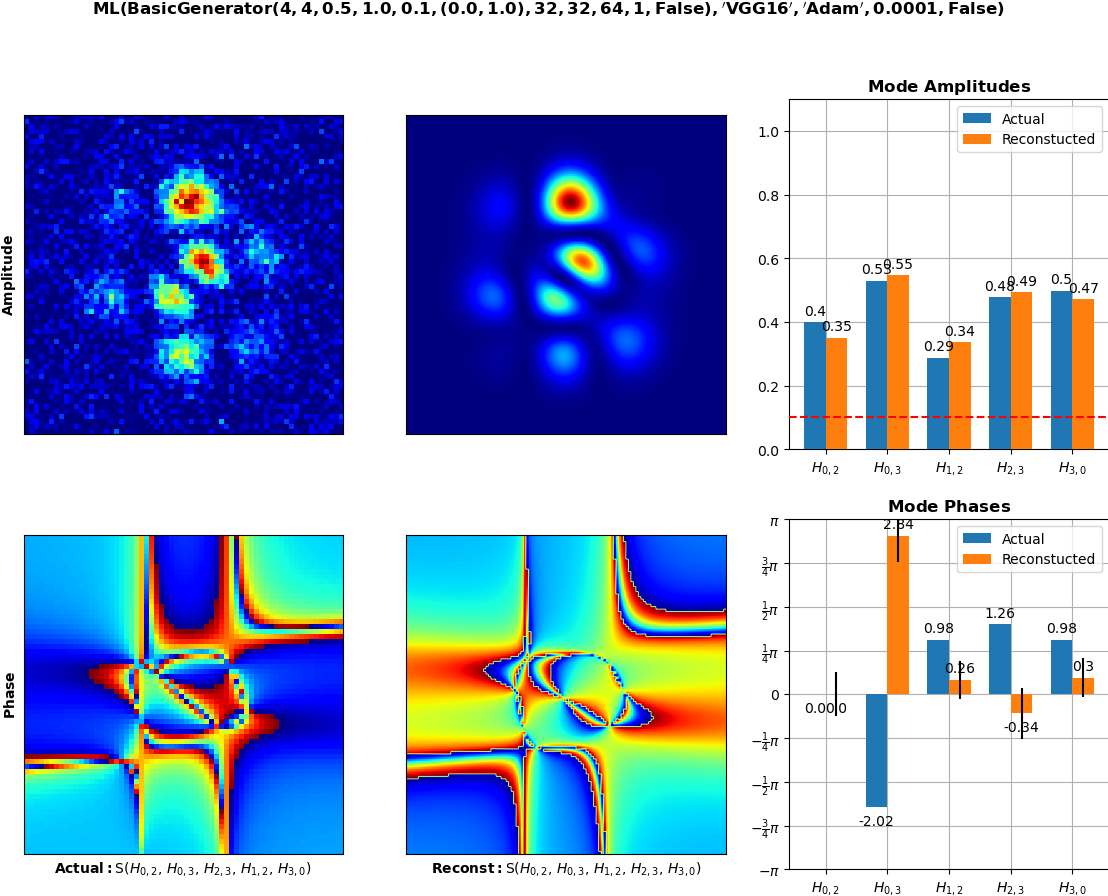 ML(BasicGenerator(4, 4, 0.5, 1.0, 0.1, (0.0, 1.0), 32, 32, 64, 1, False), 'VGG16', 'Adam', 0.0001, False)
Mode Amplitudes
Actual
Reconstucted
1.0
0.8
0.6
0.4
0.2
0.0
0.4
0.35
0.53
0.55
0.29
0.34
0.48
0.49
0.5
0.47
H0,2
H0,3
H1,2
H2,3
H3,0
Amplitude
Mode Phases
Actual
Reconstucted
π
3/4π
1/2π
1/4π
0
−1/4π
−1/2π
−3/4π
−π
0.0
0.0
-2.02
2.84
0.98
0.26
1.26
-0.34
0.98
0.3
H0,2
H0,3
H1,2
H2,3
H3,0
Phase
Actual: S(H0,2, H0,3, H2,3, H1,2, H3,0)
Reconst: S(H0,2, H0,3, H1,2, H2,3, H3,0)